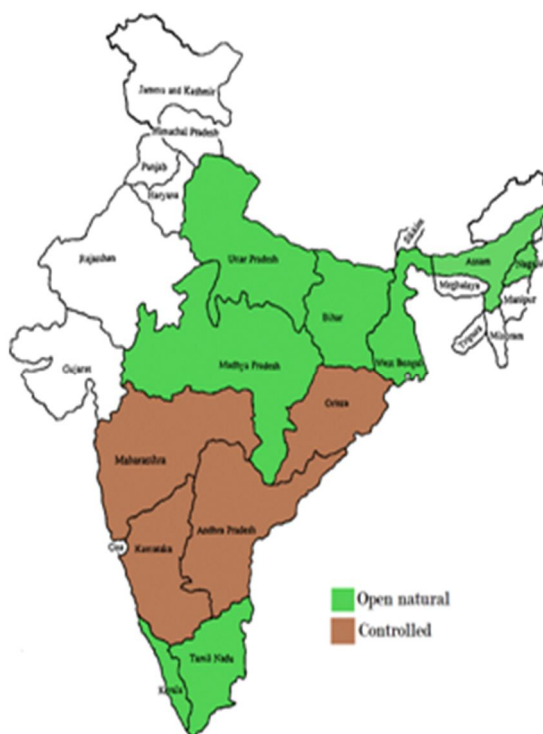 Jammu and Kashmir
Himachal Pradesh
Punjab
Haryana
Rajasthan
Uttar Pradesh
Sikkim
Assam
Meghalaya
Manipur
Tripura
Mizoram
Bihar
West Bengal
Gujarat
Madhya Pradesh
Orissa
Maharashtra
Andhra Pradesh
Goa
Karnataka
Open natural
Controlled
Tamil Nadu
Kerala